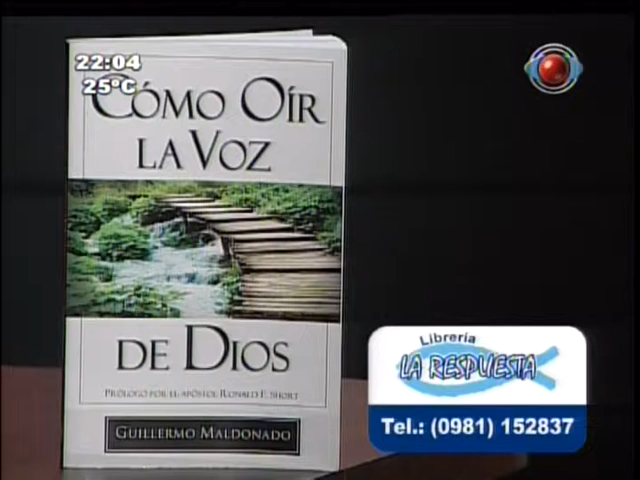 22:04
25°C
CÓMO OÍR
LA VOZ
DE DIOS
PRÓLOGO POR EL APÓSTOL RONALD E. SHORT
GUILLERMO MALDONADO
Librería
LA RESPUESTA
Tel.: (0981) 152837